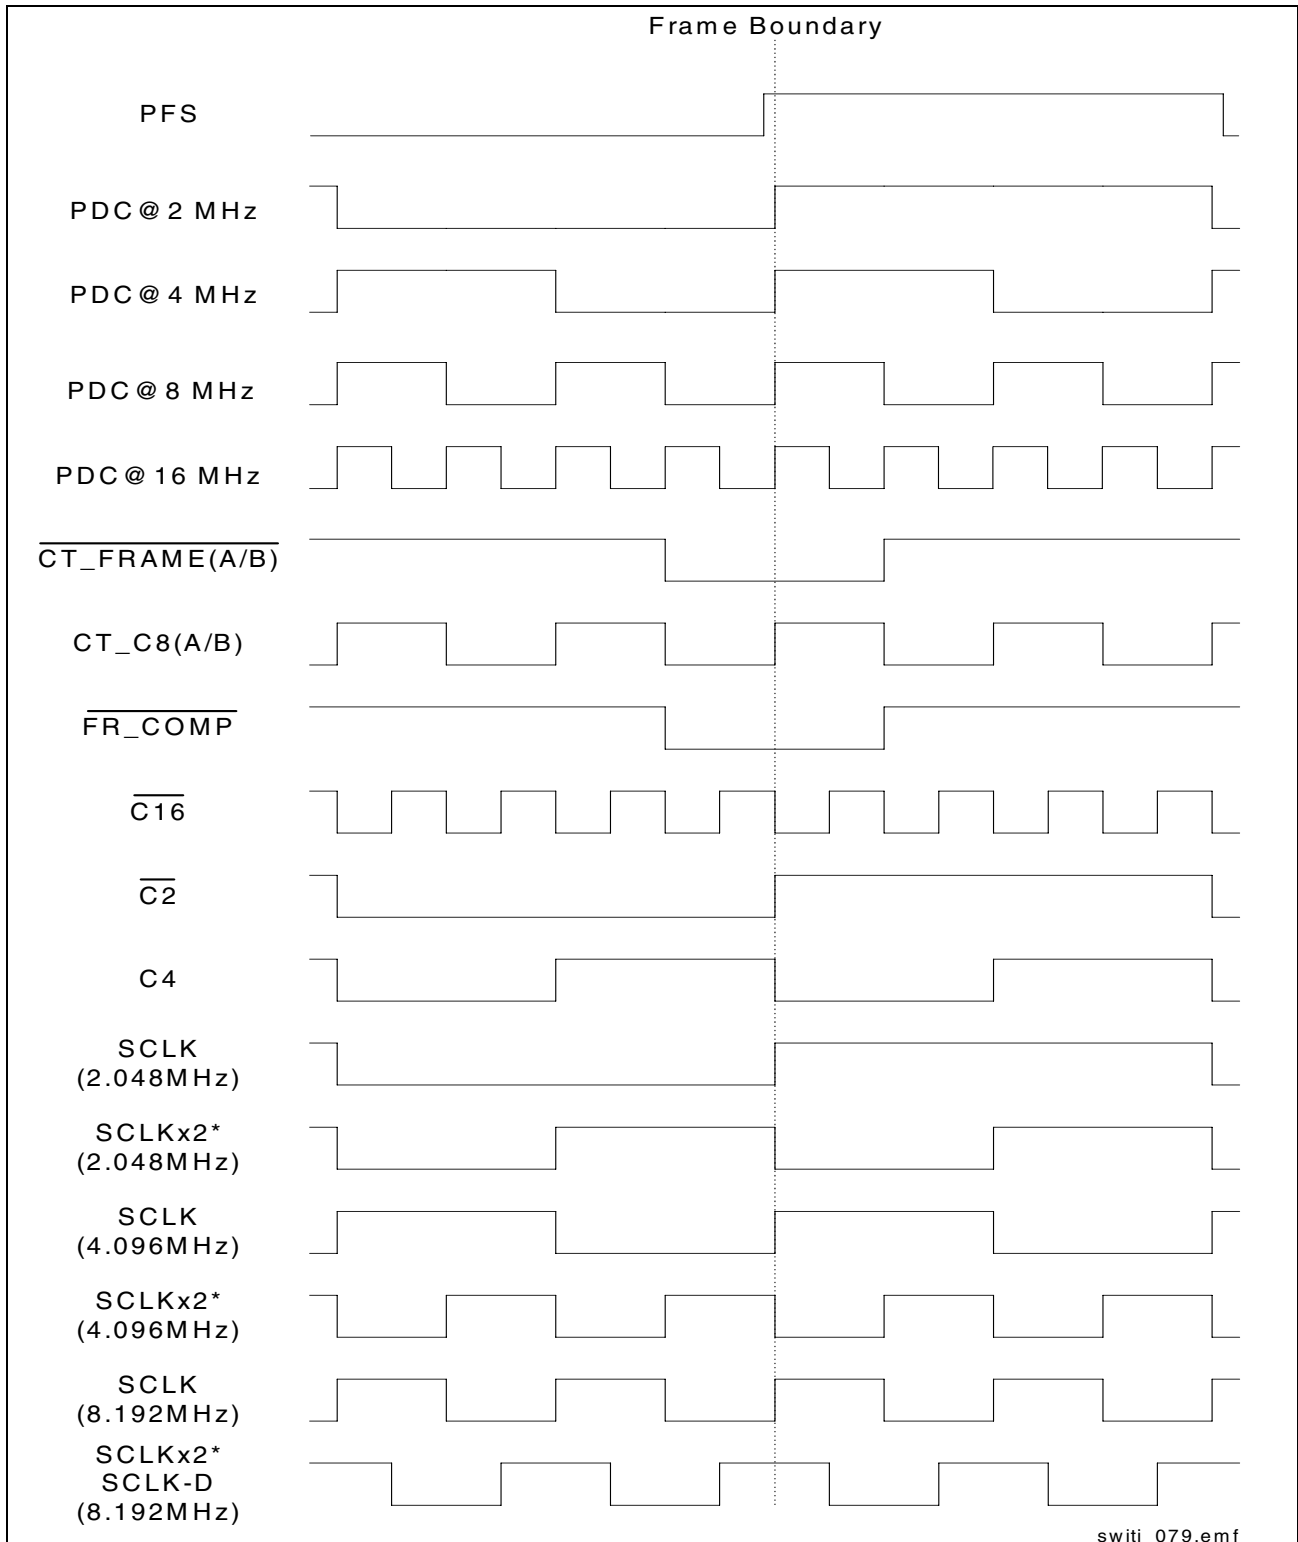 Frame Boundary
PFS
PDC@2 MHz
PDC@4 MHz
PDC@8 MHz
PDC@16 MHz
CT_FRAME(A/B)
CT_C8(A/B)
FR_COMP
C16
C2
C4
SCLK
(2.048MHz)
SCLKx2*
(2.048MHz)
SCLK
(4.096MHz)
SCLKx2*
(4.096MHz)
SCLK
(8.192MHz)
SCLKx2*
SCLK-D
(8.192MHz)
switi_079.emf